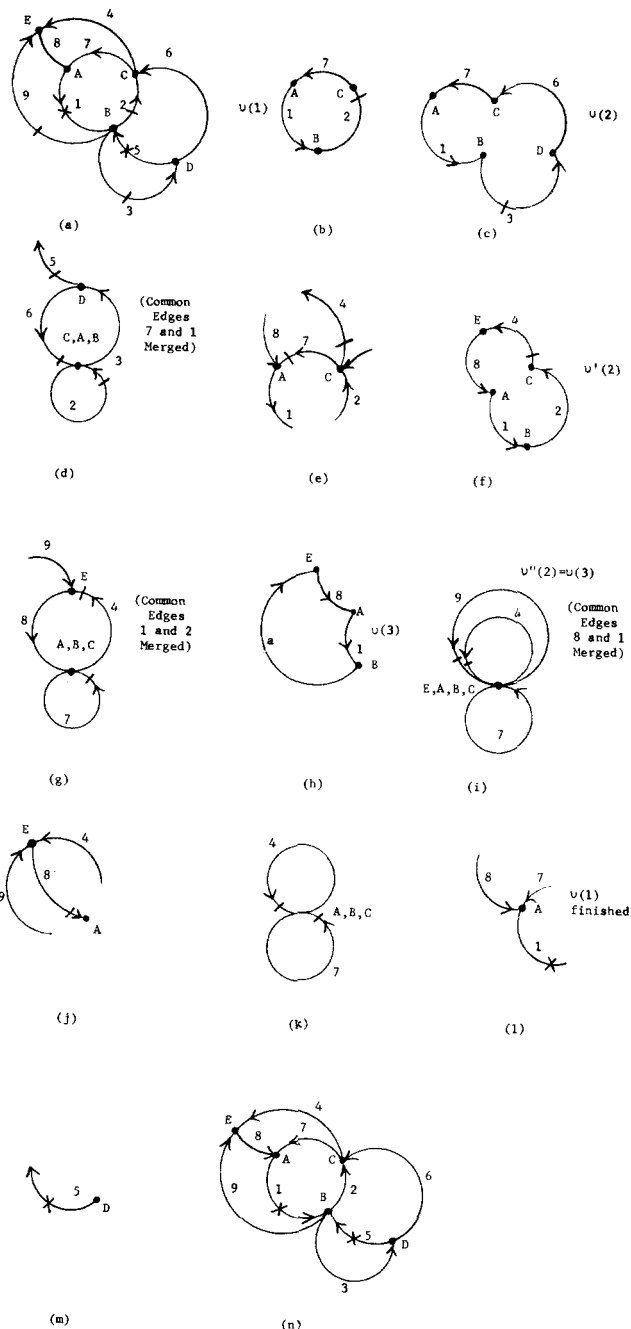 E
4
8
7
6
A
C
9
1
2
B
5
D
3
(a)
7
A
C
υ(1)
1
2
B
(b)
7
6
A
C
υ(2)
B
1
D
3
(c)
5
D
(Common
Edges
7 and 1
Merged)
6
C,A,B
3
2
(d)
4
8
7
A
C
1
2
(e)
4
E
8
C
υ'(2)
A
2
1
B
(f)
9
E
4
(Common
Edges
1 and 2
Merged)
8
A,B,C
7
(g)
E
8
A
a
υ(3)
1
B
(h)
υ"(2)=υ(3)
9
4
(Common
Edges
8 and 1
Merged)
E,A,B,C
7
(i)
E
4
8
9
A
(j)
4
A,B,C
7
(k)
8
7
υ(1)
finished
A
1
(l)
5
D
(m)
4
E
7
8
A
C
6
9
1
2
B
5
D
3
(n)